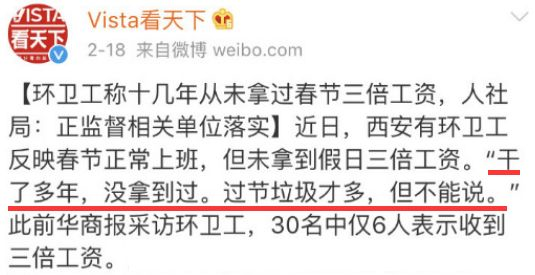 VISTA
看天下
Vista看天下
2-18 来自微博 weibo.com
【环卫工称十几年从未拿过春节三倍工资，人社
局：正监督相关单位落实】近日，西安有环卫工
反映春节正常上班，但未拿到假日三倍工资。“干
了多年，没拿到过。过节垃圾才多，但不能说。”
此前华商报采访环卫工，30名中仅6人表示收到
三倍工资。